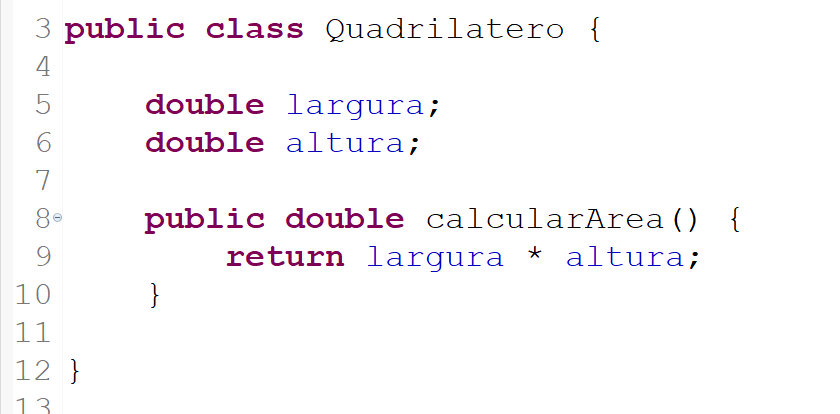 3 public class Quadrilatero {
4
5     double largura;
6     double altura;
7
8     public double calcularArea() {
9         return largura * altura;
10     }
11
12 }
13